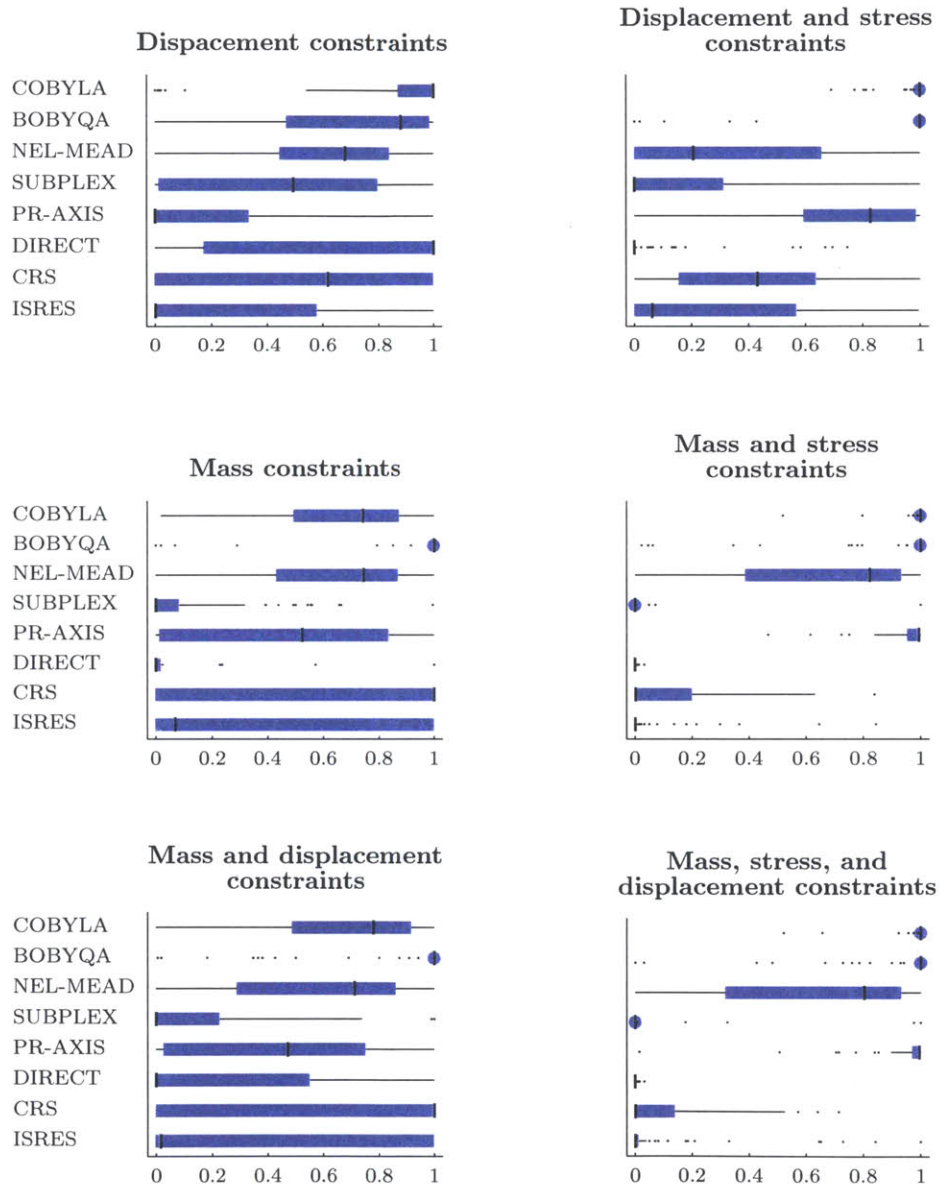 Dispacement constraints
COBYLA
BOBYQA
NEL-MEAD
SUBPLEX
PR-AXIS
DIRECT
CRS
ISRES
0 0.2 0.4 0.6 0.8 1
Displacement and stress
constraints
0 0.2 0.4 0.6 0.8 1
Mass constraints
COBYLA
BOBYQA
NEL-MEAD
SUBPLEX
PR-AXIS
DIRECT
CRS
ISRES
0 0.2 0.4 0.6 0.8 1
Mass and stress
constraints
0 0.2 0.4 0.6 0.8 1
Mass and displacement
constraints
COBYLA
BOBYQA
NEL-MEAD
SUBPLEX
PR-AXIS
DIRECT
CRS
ISRES
0 0.2 0.4 0.6 0.8 1
Mass, stress, and
displacement constraints
0 0.2 0.4 0.6 0.8 1